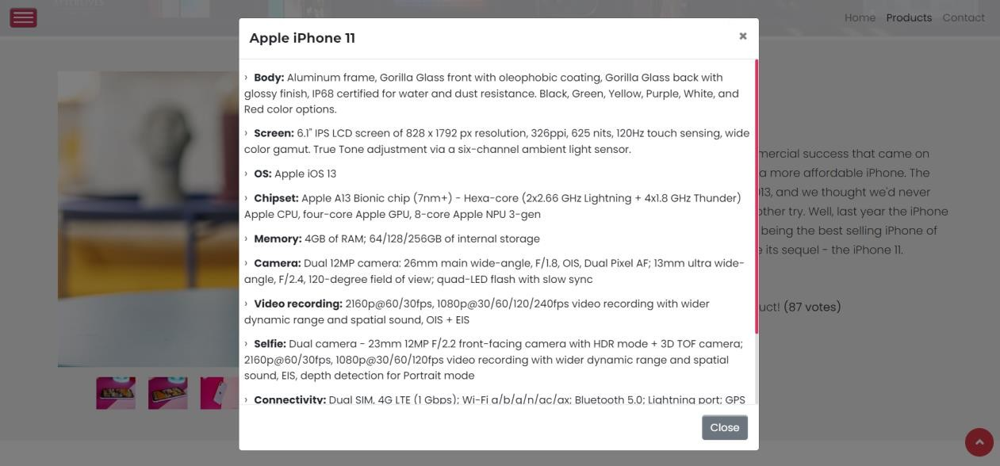 AFTERLIVES
Home Products Contact
Apple iPhone 11
×
› Body: Aluminum frame, Gorilla Glass front with oleophobic coating, Gorilla Glass back with
glossy finish, IP68 certified for water and dust resistance. Black, Green, Yellow, Purple, White, and
Red color options.
› Screen: 6.1" IPS LCD screen of 828 x 1792 px resolution, 326ppi, 625 nits, 120Hz touch sensing, wide
color gamut. True Tone adjustment via a six-channel ambient light sensor.
› OS: Apple iOS 13
› Chipset: Apple A13 Bionic chip (7nm+) - Hexa-core (2x2.66 GHz Lightning + 4x1.8 GHz Thunder)
Apple CPU, four-core Apple GPU, 8-core Apple NPU 3-gen
› Memory: 4GB of RAM; 64/128/256GB of internal storage
› Camera: Dual 12MP camera: 26mm main wide-angle, F/1.8, OIS, Dual Pixel AF; 13mm ultra wide-
angle, F/2.4, 120-degree field of view; quad-LED flash with slow sync
› Video recording: 2160p@60/30fps, 1080p@30/60/120/240fps video recording with wider
dynamic range and spatial sound, OIS + EIS
› Selfie: Dual camera - 23mm 12MP F/2.2 front-facing camera with HDR mode + 3D TOF camera;
2160p@60/30fps, 1080p@30/60/120fps video recording with wider dynamic range and spatial
sound, EIS, depth detection for Portrait mode
› Connectivity: Dual SIM, 4G LTE (1 Gbps); Wi-Fi a/b/g/n/ac/ax; Bluetooth 5.0; Lightning port; GPS
Close
mercial success that came on
a more affordable iPhone. The
13, and we thought we'd never
other try. Well, last year the iPhone
being the best selling iPhone of
e its sequel - the iPhone 11.
uct! (87 votes)